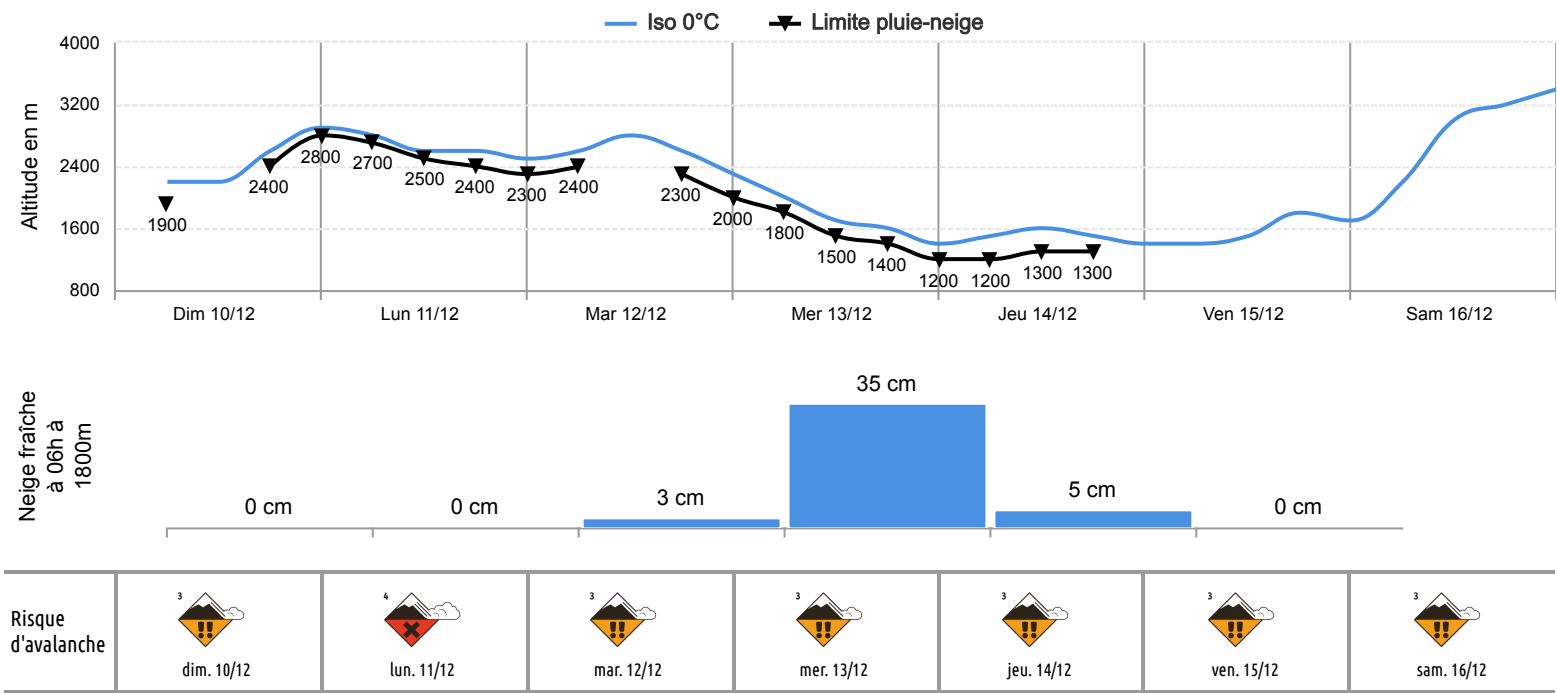 Iso 0°C Limite pluie-neige
4000
3200
2400
1600
800
Altitude en m
1900
2400
2800
2700
2500
2400
2300
2400
2300
2000
1800
1500
1400
1200
1200
1300
1300
Dim 10/12 Lun 11/12 Mar 12/12 Mer 13/12 Jeu 14/12 Ven 15/12 Sam 16/12
Neige fraîche
à 06h à
1800m
0 cm 0 cm 3 cm 35 cm 5 cm 0 cm
Risque
d'avalanche
3 4 3 3 3 3 3
!! !! !! !! !! !!
dim. 10/12 lun. 11/12 mar. 12/12 mer. 13/12 jeu. 14/12 ven. 15/12 sam. 16/12